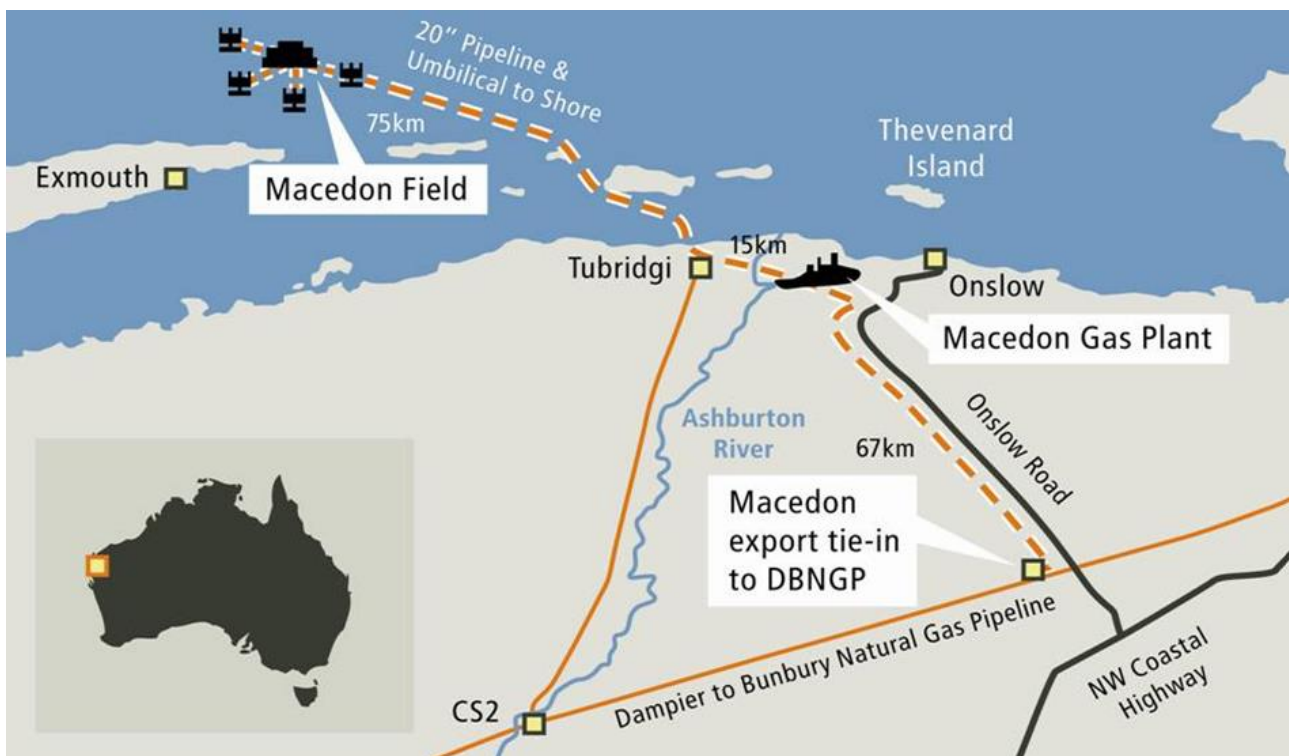 20” Pipeline &
Umbilical to Shore
75km
Thevenard
Island
Exmouth
Macedon Field
15km
Tubridgi
Onslow
Macedon Gas Plant
Ashburton
River
67km
Onslow Road
Macedon
export tie-in
to DBNGP
Dampier to Bunbury Natural Gas Pipeline
NW Coastal
Highway
CS2